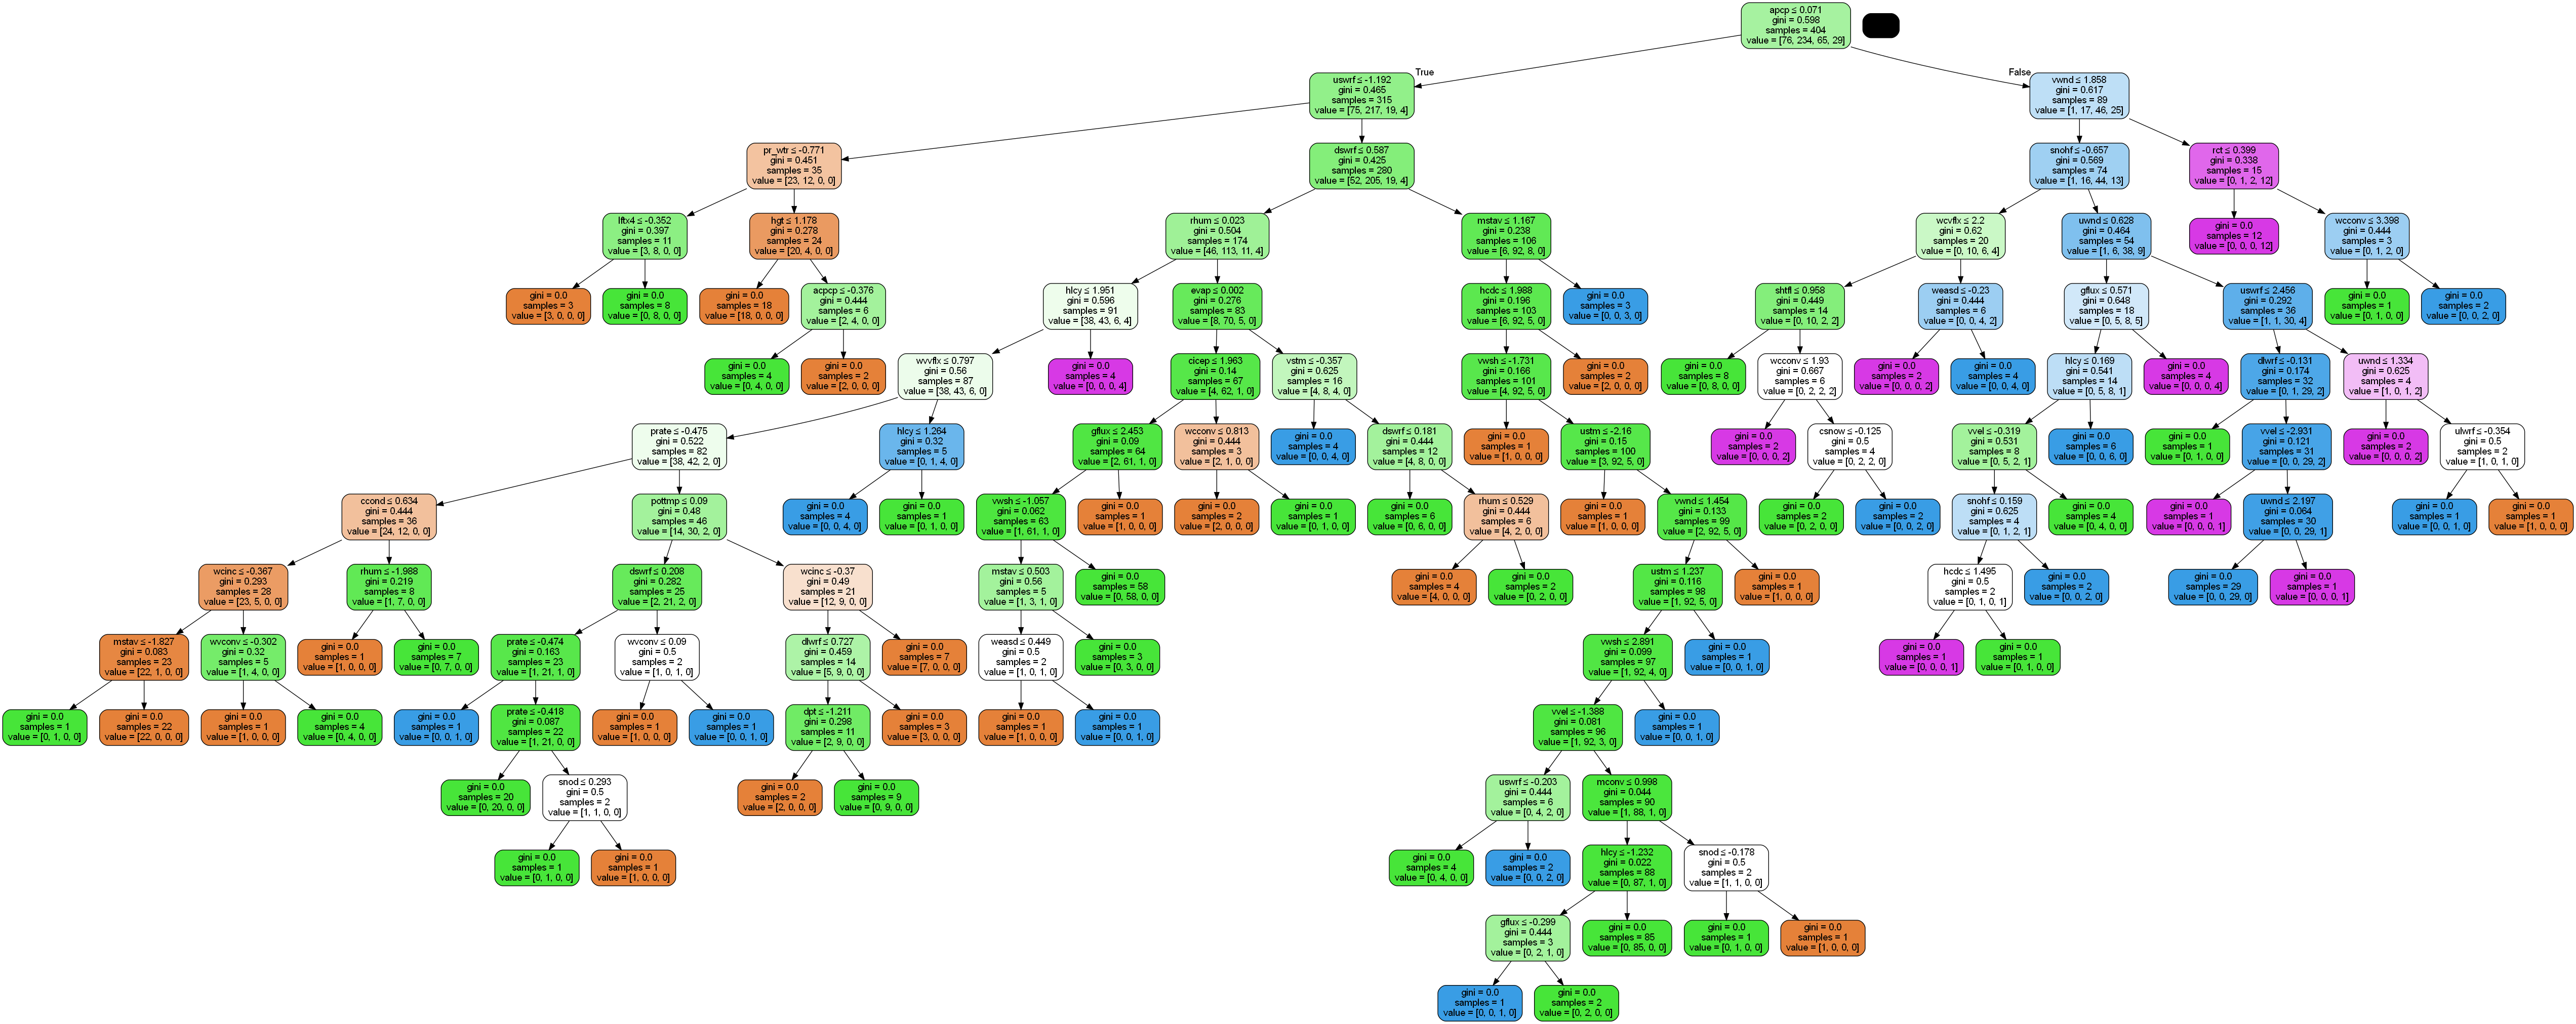 apcp ≤ 0.071
gini = 0.598
samples = 404
value = [76, 234, 65, 29]
True
False
uswrf ≤ -1.192
gini = 0.465
samples = 315
value = [75, 217, 19, 4]
vwnd ≤ 1.858
gini = 0.617
samples = 89
value = [1, 17, 46, 25]
pr_wtr ≤ -0.771
gini = 0.451
samples = 35
value = [23, 12, 0, 0]
dswrf ≤ 0.587
gini = 0.425
samples = 280
value = [52, 205, 19, 4]
snohf ≤ -0.657
gini = 0.569
samples = 74
value = [1, 16, 44, 13]
rct ≤ 0.399
gini = 0.338
samples = 15
value = [0, 1, 2, 12]
lftx4 ≤ -0.352
gini = 0.397
samples = 11
value = [3, 8, 0, 0]
hgt ≤ 1.178
gini = 0.278
samples = 24
value = [20, 4, 0, 0]
rhum ≤ 0.023
gini = 0.504
samples = 174
value = [46, 113, 11, 4]
mstav ≤ 1.167
gini = 0.238
samples = 106
value = [6, 92, 8, 0]
wcvflx ≤ 2.2
gini = 0.62
samples = 20
value = [0, 10, 6, 4]
uwnd ≤ 0.628
gini = 0.464
samples = 54
value = [1, 6, 38, 9]
gini = 0.0
samples = 12
value = [0, 0, 0, 12]
wcconv ≤ 3.398
gini = 0.444
samples = 3
value = [0, 1, 2, 0]
gini = 0.0
samples = 3
value = [3, 0, 0, 0]
gini = 0.0
samples = 8
value = [0, 8, 0, 0]
gini = 0.0
samples = 18
value = [18, 0, 0, 0]
acpcp ≤ -0.376
gini = 0.444
samples = 6
value = [2, 4, 0, 0]
hlcy ≤ 1.951
gini = 0.596
samples = 91
value = [38, 43, 6, 4]
evap ≤ 0.002
gini = 0.276
samples = 83
value = [8, 70, 5, 0]
hcdc ≤ 1.988
gini = 0.196
samples = 103
value = [6, 92, 5, 0]
gini = 0.0
samples = 3
value = [0, 0, 3, 0]
shtfl ≤ 0.958
gini = 0.449
samples = 14
value = [0, 10, 2, 2]
weasd ≤ -0.23
gini = 0.444
samples = 6
value = [0, 0, 4, 2]
gflux ≤ 0.571
gini = 0.648
samples = 18
value = [0, 5, 8, 5]
uswrf ≤ 2.456
gini = 0.292
samples = 36
value = [1, 1, 30, 4]
gini = 0.0
samples = 1
value = [0, 1, 0, 0]
gini = 0.0
samples = 2
value = [0, 0, 2, 0]
gini = 0.0
samples = 4
value = [0, 4, 0, 0]
gini = 0.0
samples = 2
value = [2, 0, 0, 0]
wvvflx ≤ 0.797
gini = 0.56
samples = 87
value = [38, 43, 6, 0]
gini = 0.0
samples = 4
value = [0, 0, 0, 4]
cicep ≤ 1.963
gini = 0.14
samples = 67
value = [4, 62, 1, 0]
vstm ≤ -0.357
gini = 0.625
samples = 16
value = [4, 8, 4, 0]
vwsh ≤ -1.731
gini = 0.166
samples = 101
value = [4, 92, 5, 0]
gini = 0.0
samples = 2
value = [2, 0, 0, 0]
gini = 0.0
samples = 8
value = [0, 8, 0, 0]
wcconv ≤ 1.93
gini = 0.667
samples = 6
value = [0, 2, 2, 2]
gini = 0.0
samples = 2
value = [0, 0, 0, 2]
gini = 0.0
samples = 4
value = [0, 0, 4, 0]
hlcy ≤ 0.169
gini = 0.541
samples = 14
value = [0, 5, 8, 1]
gini = 0.0
samples = 4
value = [0, 0, 0, 4]
dlwrf ≤ -0.131
gini = 0.174
samples = 32
value = [0, 1, 29, 2]
uwnd ≤ 1.334
gini = 0.625
samples = 4
value = [1, 0, 1, 2]
prate ≤ -0.475
gini = 0.522
samples = 82
value = [38, 42, 2, 0]
hlcy ≤ 1.264
gini = 0.32
samples = 5
value = [0, 1, 4, 0]
gflux ≤ 2.453
gini = 0.09
samples = 64
value = [2, 61, 1, 0]
wcconv ≤ 0.813
gini = 0.444
samples = 3
value = [2, 1, 0, 0]
gini = 0.0
samples = 4
value = [0, 0, 4, 0]
dswrf ≤ 0.181
gini = 0.444
samples = 12
value = [4, 8, 0, 0]
gini = 0.0
samples = 1
value = [1, 0, 0, 0]
ustm ≤ -2.16
gini = 0.15
samples = 100
value = [3, 92, 5, 0]
gini = 0.0
samples = 2
value = [0, 0, 0, 2]
csnow ≤ -0.125
gini = 0.5
samples = 4
value = [0, 2, 2, 0]
vvel ≤ -0.319
gini = 0.531
samples = 8
value = [0, 5, 2, 1]
gini = 0.0
samples = 6
value = [0, 0, 6, 0]
gini = 0.0
samples = 1
value = [0, 1, 0, 0]
vvel ≤ -2.931
gini = 0.121
samples = 31
value = [0, 0, 29, 2]
gini = 0.0
samples = 2
value = [0, 0, 0, 2]
ulwrf ≤ -0.354
gini = 0.5
samples = 2
value = [1, 0, 1, 0]
ccond ≤ 0.634
gini = 0.444
samples = 36
value = [24, 12, 0, 0]
pottmp ≤ 0.09
gini = 0.48
samples = 46
value = [14, 30, 2, 0]
gini = 0.0
samples = 4
value = [0, 0, 4, 0]
gini = 0.0
samples = 1
value = [0, 1, 0, 0]
vwsh ≤ -1.057
gini = 0.062
samples = 63
value = [1, 61, 1, 0]
gini = 0.0
samples = 1
value = [1, 0, 0, 0]
gini = 0.0
samples = 2
value = [2, 0, 0, 0]
gini = 0.0
samples = 1
value = [0, 1, 0, 0]
gini = 0.0
samples = 6
value = [0, 6, 0, 0]
rhum ≤ 0.529
gini = 0.444
samples = 6
value = [4, 2, 0, 0]
gini = 0.0
samples = 1
value = [1, 0, 0, 0]
vwnd ≤ 1.454
gini = 0.133
samples = 99
value = [2, 92, 5, 0]
gini = 0.0
samples = 2
value = [0, 2, 0, 0]
gini = 0.0
samples = 2
value = [0, 0, 2, 0]
snohf ≤ 0.159
gini = 0.625
samples = 4
value = [0, 1, 2, 1]
gini = 0.0
samples = 4
value = [0, 4, 0, 0]
gini = 0.0
samples = 1
value = [0, 0, 0, 1]
uwnd ≤ 2.197
gini = 0.064
samples = 30
value = [0, 0, 29, 1]
gini = 0.0
samples = 1
value = [0, 0, 1, 0]
gini = 0.0
samples = 1
value = [1, 0, 0, 0]
wcinc ≤ -0.367
gini = 0.293
samples = 28
value = [23, 5, 0, 0]
rhum ≤ -1.988
gini = 0.219
samples = 8
value = [1, 7, 0, 0]
dswrf ≤ 0.208
gini = 0.282
samples = 25
value = [2, 21, 2, 0]
wcinc ≤ -0.37
gini = 0.49
samples = 21
value = [12, 9, 0, 0]
mstav ≤ 0.503
gini = 0.56
samples = 5
value = [1, 3, 1, 0]
gini = 0.0
samples = 58
value = [0, 58, 0, 0]
gini = 0.0
samples = 4
value = [4, 0, 0, 0]
gini = 0.0
samples = 2
value = [0, 2, 0, 0]
ustm ≤ 1.237
gini = 0.116
samples = 98
value = [1, 92, 5, 0]
gini = 0.0
samples = 1
value = [1, 0, 0, 0]
hcdc ≤ 1.495
gini = 0.5
samples = 2
value = [0, 1, 0, 1]
gini = 0.0
samples = 2
value = [0, 0, 2, 0]
gini = 0.0
samples = 29
value = [0, 0, 29, 0]
gini = 0.0
samples = 1
value = [0, 0, 0, 1]
mstav ≤ -1.827
gini = 0.083
samples = 23
value = [22, 1, 0, 0]
wvconv ≤ -0.302
gini = 0.32
samples = 5
value = [1, 4, 0, 0]
gini = 0.0
samples = 1
value = [1, 0, 0, 0]
gini = 0.0
samples = 7
value = [0, 7, 0, 0]
prate ≤ -0.474
gini = 0.163
samples = 23
value = [1, 21, 1, 0]
wvconv ≤ 0.09
gini = 0.5
samples = 2
value = [1, 0, 1, 0]
dlwrf ≤ 0.727
gini = 0.459
samples = 14
value = [5, 9, 0, 0]
gini = 0.0
samples = 7
value = [7, 0, 0, 0]
weasd ≤ 0.449
gini = 0.5
samples = 2
value = [1, 0, 1, 0]
gini = 0.0
samples = 3
value = [0, 3, 0, 0]
vwsh ≤ 2.891
gini = 0.099
samples = 97
value = [1, 92, 4, 0]
gini = 0.0
samples = 1
value = [0, 0, 1, 0]
gini = 0.0
samples = 1
value = [0, 0, 0, 1]
gini = 0.0
samples = 1
value = [0, 1, 0, 0]
gini = 0.0
samples = 1
value = [0, 1, 0, 0]
gini = 0.0
samples = 22
value = [22, 0, 0, 0]
gini = 0.0
samples = 1
value = [1, 0, 0, 0]
gini = 0.0
samples = 4
value = [0, 4, 0, 0]
gini = 0.0
samples = 1
value = [0, 0, 1, 0]
prate ≤ -0.418
gini = 0.087
samples = 22
value = [1, 21, 0, 0]
gini = 0.0
samples = 1
value = [1, 0, 0, 0]
gini = 0.0
samples = 1
value = [0, 0, 1, 0]
dpt ≤ -1.211
gini = 0.298
samples = 11
value = [2, 9, 0, 0]
gini = 0.0
samples = 3
value = [3, 0, 0, 0]
gini = 0.0
samples = 1
value = [1, 0, 0, 0]
gini = 0.0
samples = 1
value = [0, 0, 1, 0]
vvel ≤ -1.388
gini = 0.081
samples = 96
value = [1, 92, 3, 0]
gini = 0.0
samples = 1
value = [0, 0, 1, 0]
gini = 0.0
samples = 20
value = [0, 20, 0, 0]
snod ≤ 0.293
gini = 0.5
samples = 2
value = [1, 1, 0, 0]
gini = 0.0
samples = 2
value = [2, 0, 0, 0]
gini = 0.0
samples = 9
value = [0, 9, 0, 0]
uswrf ≤ -0.203
gini = 0.444
samples = 6
value = [0, 4, 2, 0]
mconv ≤ 0.998
gini = 0.044
samples = 90
value = [1, 88, 1, 0]
gini = 0.0
samples = 1
value = [0, 1, 0, 0]
gini = 0.0
samples = 1
value = [1, 0, 0, 0]
gini = 0.0
samples = 4
value = [0, 4, 0, 0]
gini = 0.0
samples = 2
value = [0, 0, 2, 0]
hlcy ≤ -1.232
gini = 0.022
samples = 88
value = [0, 87, 1, 0]
snod ≤ -0.178
gini = 0.5
samples = 2
value = [1, 1, 0, 0]
gflux ≤ -0.299
gini = 0.444
samples = 3
value = [0, 2, 1, 0]
gini = 0.0
samples = 85
value = [0, 85, 0, 0]
gini = 0.0
samples = 1
value = [0, 1, 0, 0]
gini = 0.0
samples = 1
value = [1, 0, 0, 0]
gini = 0.0
samples = 1
value = [0, 0, 1, 0]
gini = 0.0
samples = 2
value = [0, 2, 0, 0]